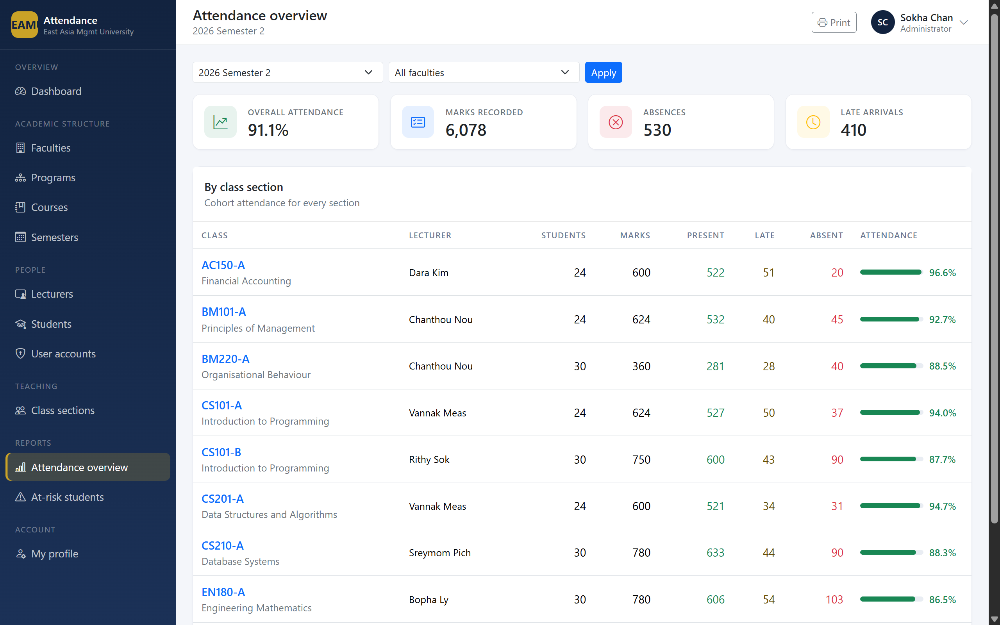 EAMU
Attendance
East Asia Mgmt University
OVERVIEW
Dashboard
ACADEMIC STRUCTURE
Faculties
Programs
Courses
Semesters
PEOPLE
Lecturers
Students
User accounts
TEACHING
Class sections
REPORTS
Attendance overview
At-risk students
ACCOUNT
My profile
Attendance overview
2026 Semester 2
Print
SC
Sokha Chan
Administrator
2026 Semester 2
All faculties
Apply
OVERALL ATTENDANCE
91.1%
MARKS RECORDED
6,078
ABSENCES
530
LATE ARRIVALS
410
By class section
Cohort attendance for every section
CLASS LECTURER STUDENTS MARKS PRESENT LATE ABSENT ATTENDANCE
AC150-A
Financial Accounting
Dara Kim 24 600 522 51 20 96.6%
BM101-A
Principles of Management
Chanthou Nou 24 624 532 40 45 92.7%
BM220-A
Organisational Behaviour
Chanthou Nou 30 360 281 28 40 88.5%
CS101-A
Introduction to Programming
Vannak Meas 24 624 527 50 37 94.0%
CS101-B
Introduction to Programming
Rithy Sok 30 750 600 43 90 87.7%
CS201-A
Data Structures and Algorithms
Vannak Meas 24 600 521 34 31 94.7%
CS210-A
Database Systems
Sreymom Pich 30 780 633 44 90 88.3%
EN180-A
Engineering Mathematics
Bopha Ly 30 780 606 54 103 86.5%